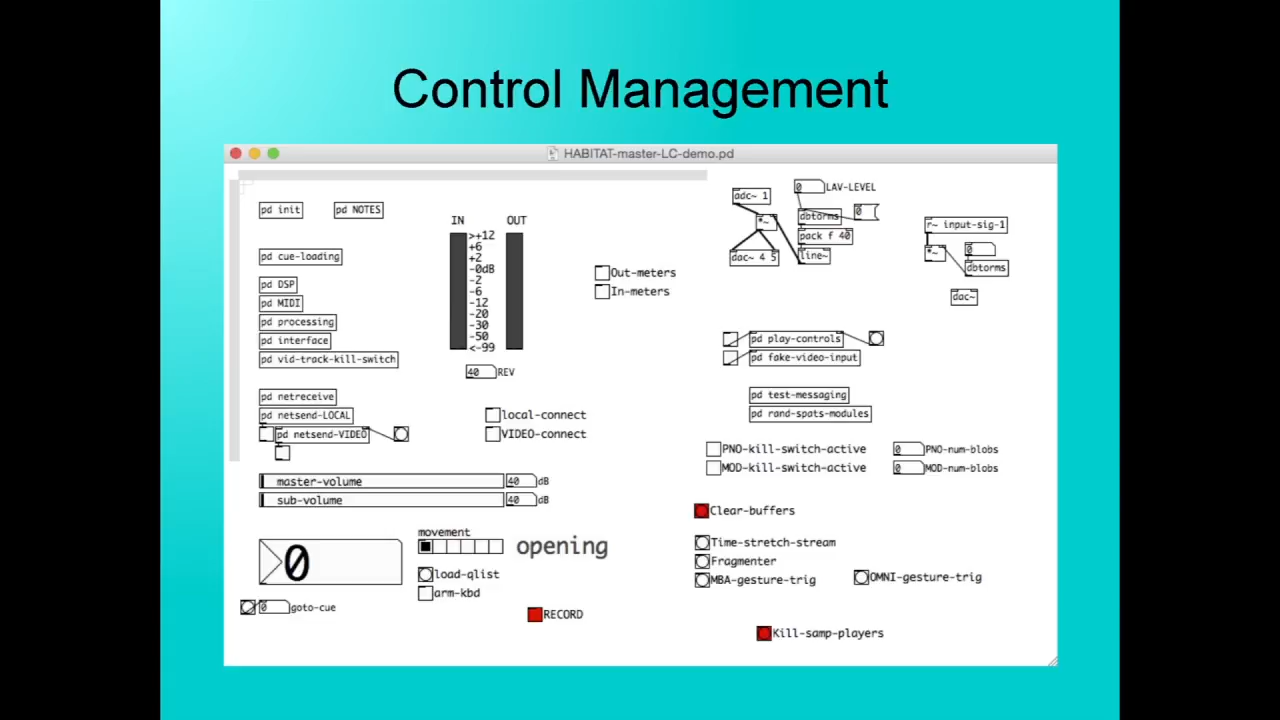 Control Management
HABITAT-master-LC-demo.pd
pd init
pd NOTES
pd cue-loading
pd DSP
pd MIDI
pd processing
pd interface
pd vid-track-kill-switch
pd netreceive
pd netsend-LOCAL
pd netsend-VIDEO
IN
OUT
>+12
+6
+2
-0dB
-2
-6
-12
-20
-30
-50
<-99
40 REV
Out-meters
In-meters
local-connect
VIDEO-connect
master-volume 40 dB
sub-volume 40 dB
0
0 goto-cue
movement
opening
load-qlist
arm-kbd
RECORD
adc~ 1
*~
dac~ 4 5
0 LAV-LEVEL
dbtorms
0
pack f 40
line~
r~ input-sig-1
*~
0
dbtorms
dac~
pd play-controls
pd fake-video-input
pd test-messaging
pd rand-spats-modules
PNO-kill-switch-active
0 PNO-num-blobs
MOD-kill-switch-active
0 MOD-num-blobs
Clear-buffers
Time-stretch-stream
Fragmenter
MBA-gesture-trig
OMNI-gesture-trig
Kill-samp-players